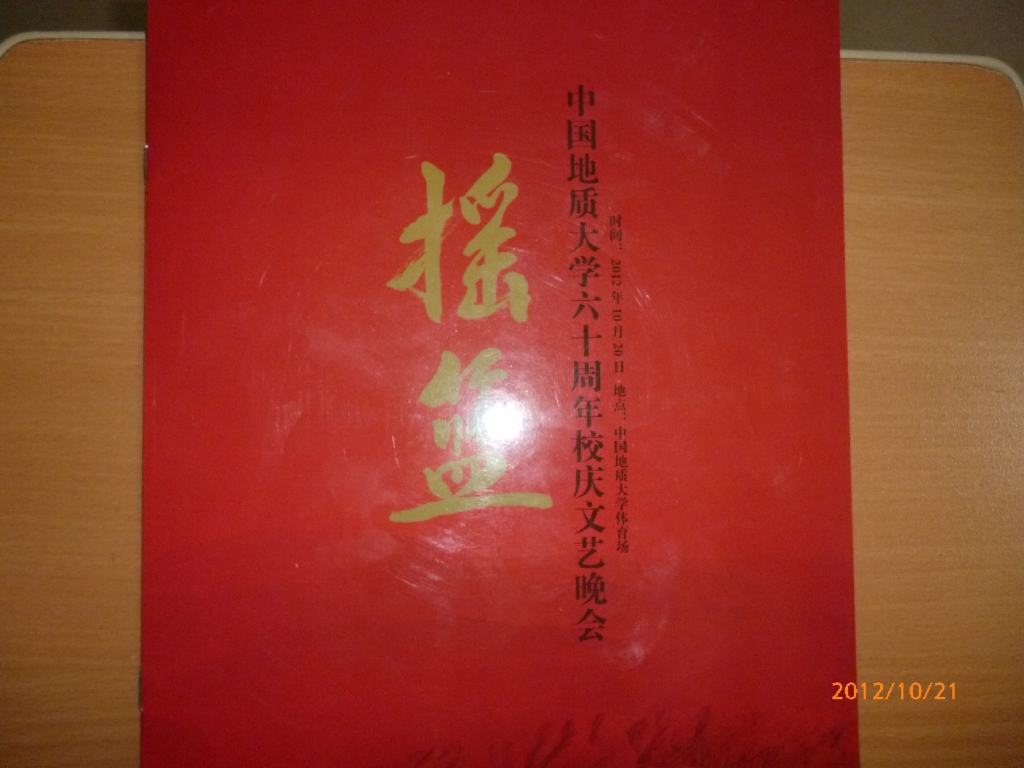 中国地质大学六十周年校庆文艺晚会
时间：2012年10月20日 地点：中国地质大学体育场
摇篮
2012/10/21